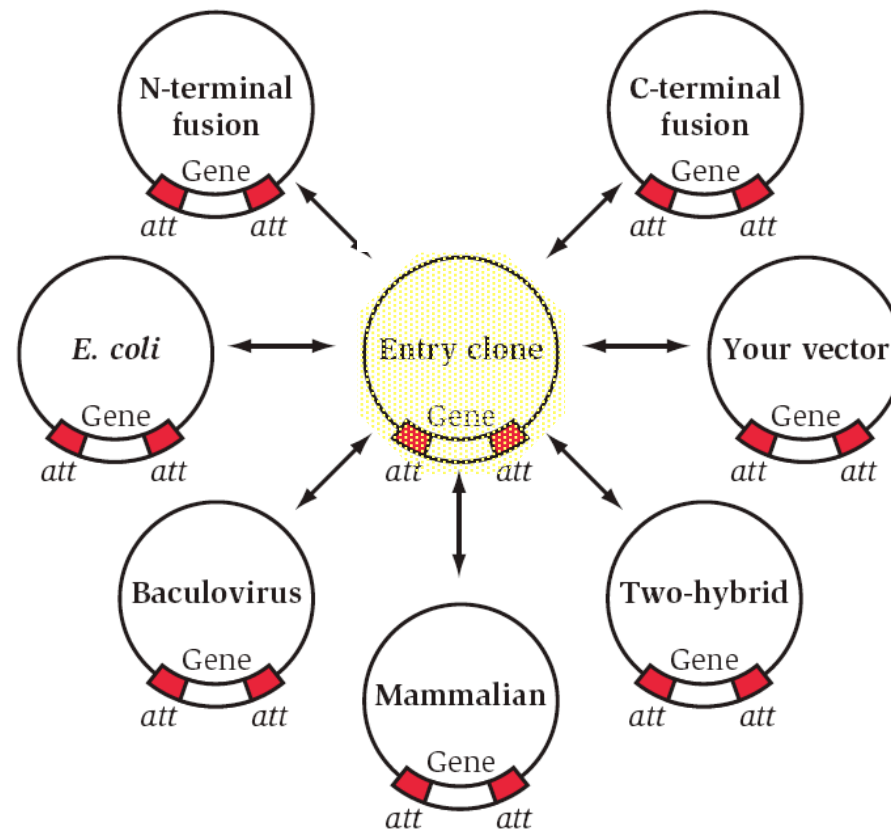 N-terminal
fusion
Gene
att att
C-terminal
fusion
Gene
att att
E. coli
Gene
att att
Entry clone
Gene
att att
Your vector
Gene
att att
Baculovirus
Gene
att att
Mammalian
Gene
att att
Two-hybrid
Gene
att att